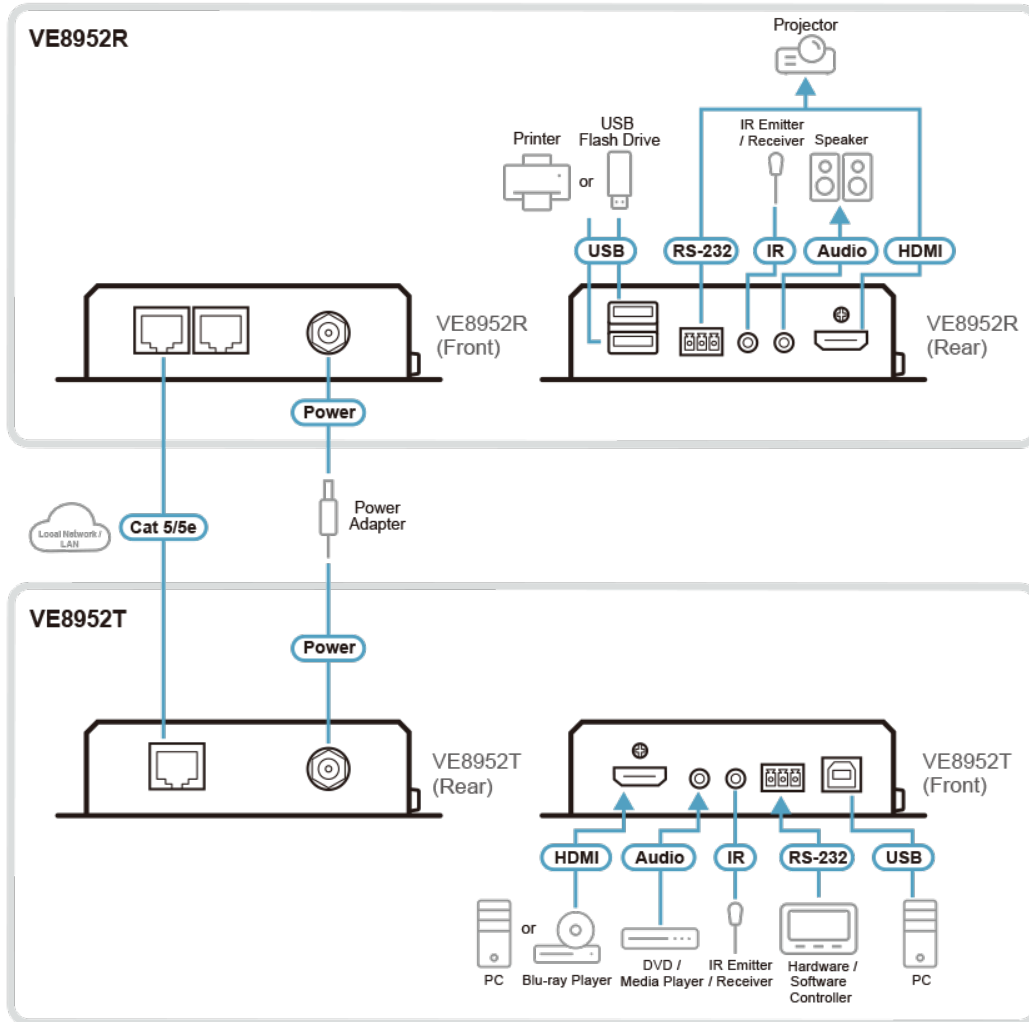 VE8952R
Projector
USB
Flash Drive
IR Emitter
/ Receiver
Printer
Speaker
or
USB
RS-232
IR
Audio
HDMI
VE8952R
(Front)
VE8952R
(Rear)
Power
Local Network /
LAN
Cat 5/5e
Power
Adapter
VE8952T
Power
VE8952T
(Rear)
VE8952T
(Front)
HDMI
Audio
IR
RS-232
USB
or
PC
Blu-ray Player
DVD /
Media Player
IR Emitter
/ Receiver
Hardware /
Software
Controller
PC